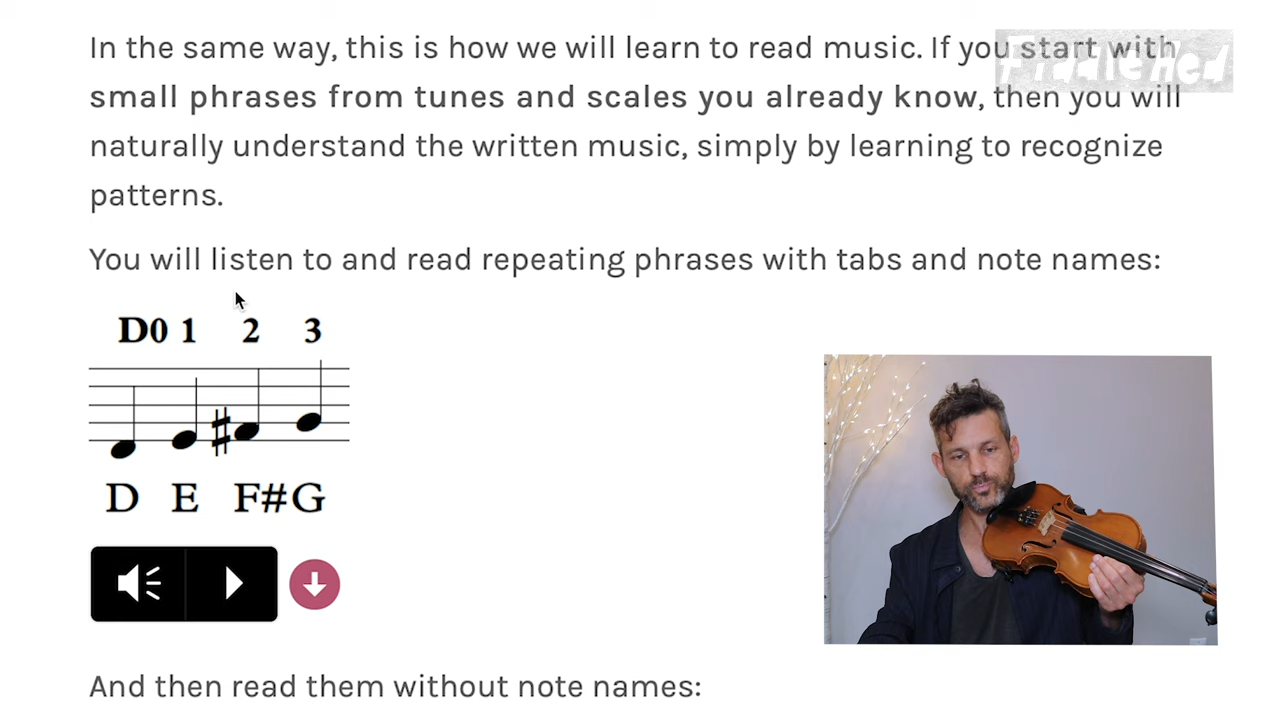 FiddleHed
In the same way, this is how we will learn to read music. If you start with
small phrases from tunes and scales you already know, then you will
naturally understand the written music, simply by learning to recognize
patterns.
You will listen to and read repeating phrases with tabs and note names:
D0 1 2 3
D E F# G
And then read them without note names: